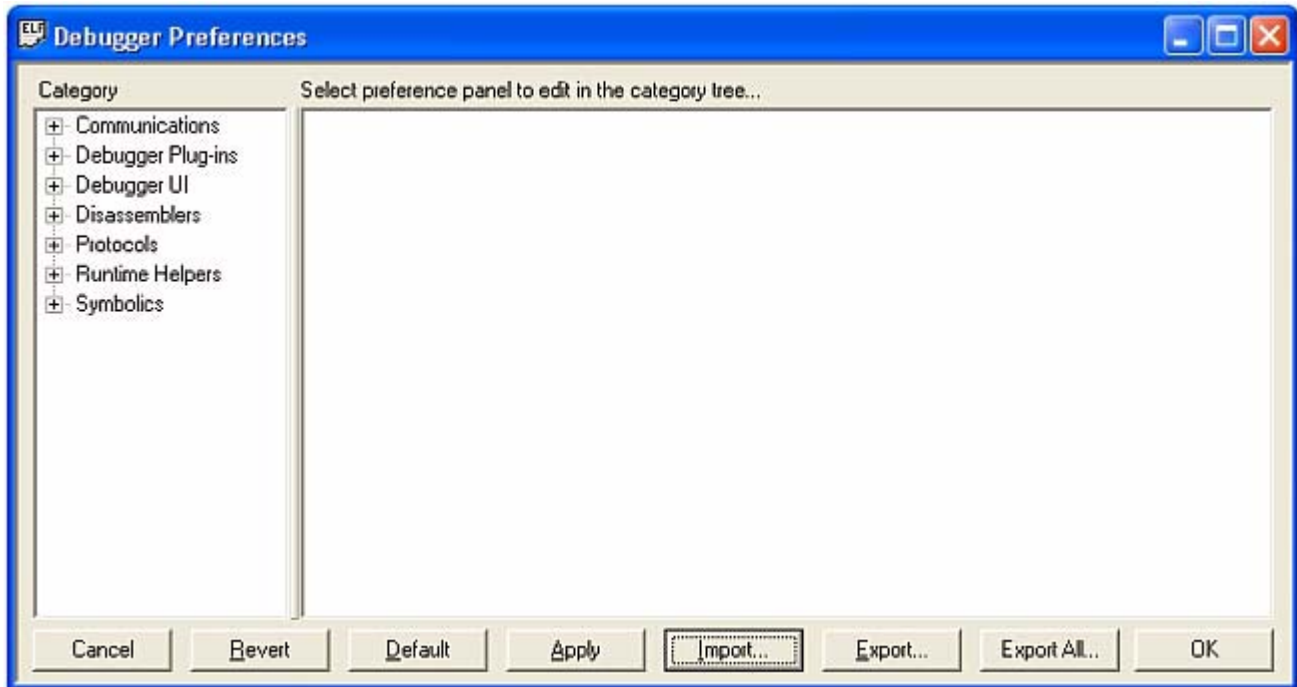 ELF Debugger Preferences
Category
Select preference panel to edit in the category tree...
Communications
Debugger Plug-ins
Debugger UI
Disassemblers
Protocols
Runtime Helpers
Symbolics
Cancel Revert Default Apply Import... Export... Export All... OK